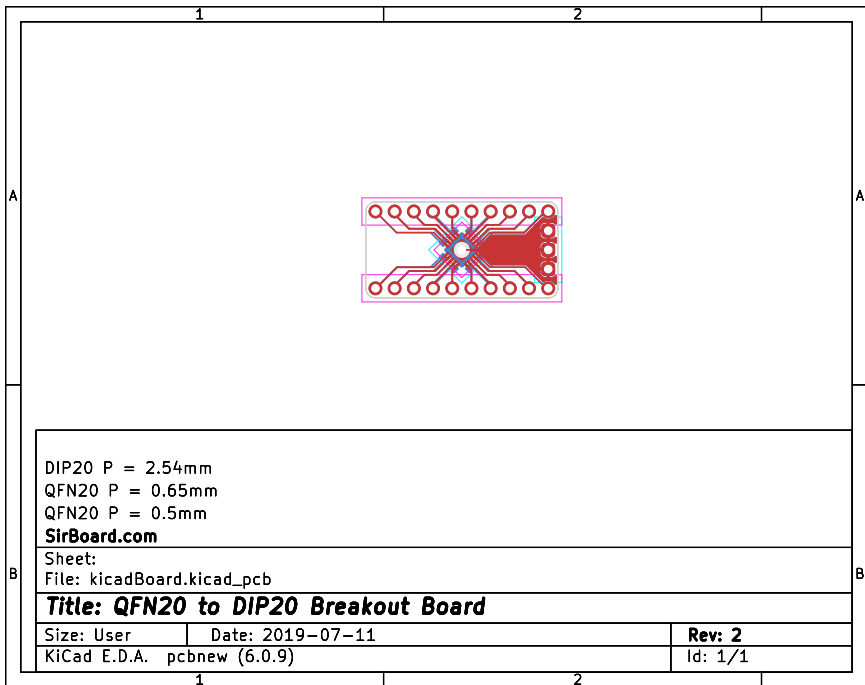 1 2
A A
DIP20 P = 2.54mm
QFN20 P = 0.65mm
QFN20 P = 0.5mm
SirBoard.com
Sheet:
B B
File: kicadBoard.kicad_pcb
Title: QFN20 to DIP20 Breakout Board
Size: User Date: 2019-07-11 Rev: 2
KiCad E.D.A. pcbnew (6.0.9) Id: 1/1
1 2